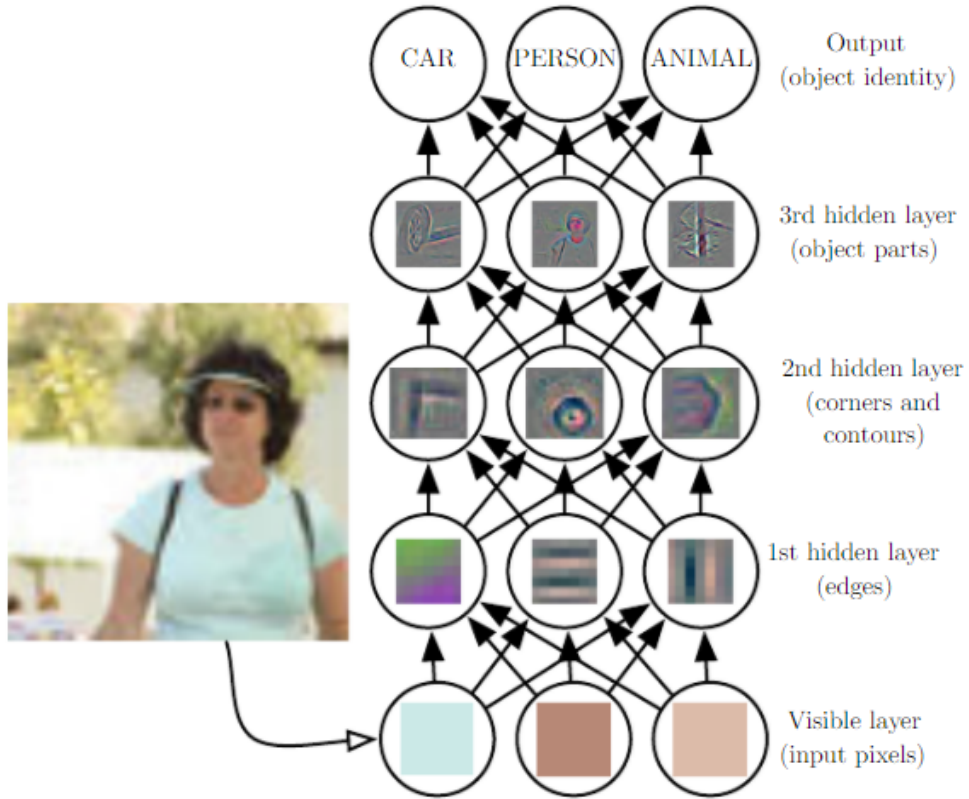 CAR
PERSON
ANIMAL
Output
(object identity)
3rd hidden layer
(object parts)
2nd hidden layer
(corners and
contours)
1st hidden layer
(edges)
Visible layer
(input pixels)